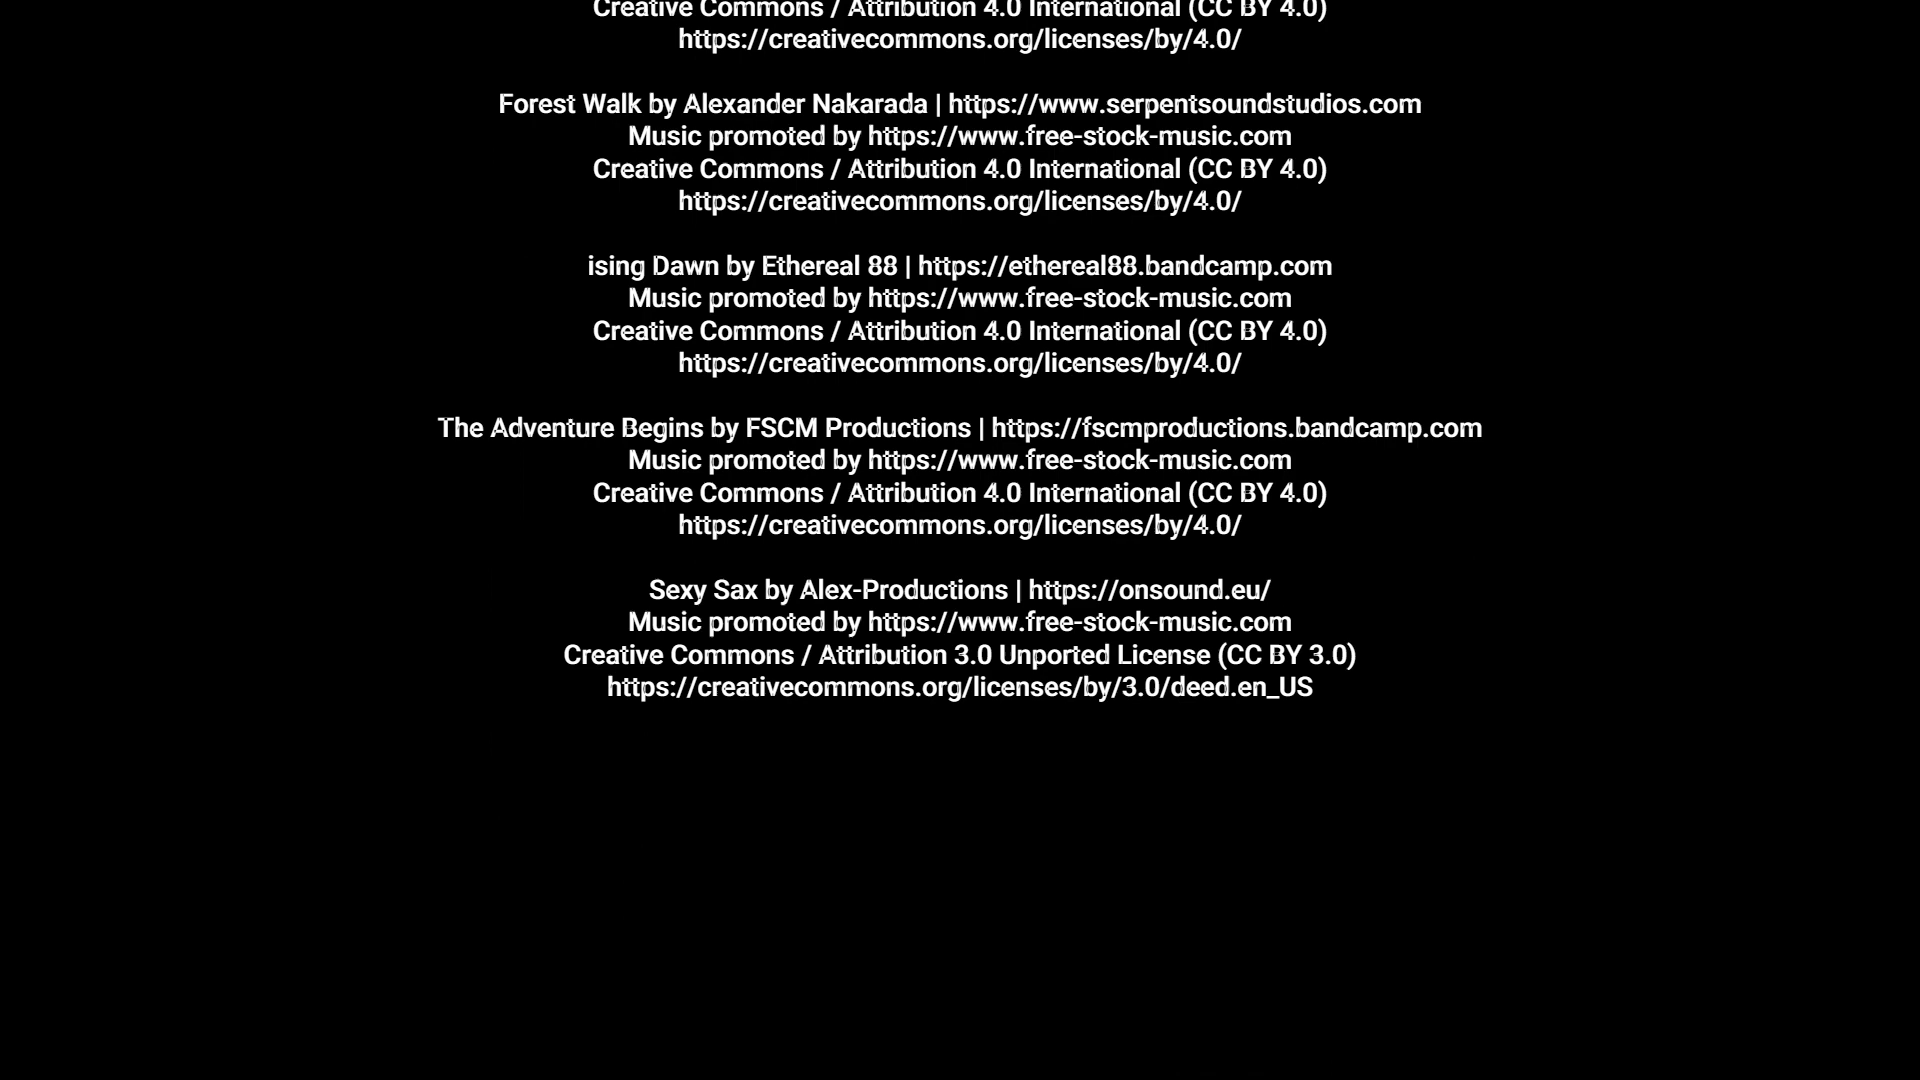 Creative Commons / Attribution 4.0 International (CC BY 4.0)
https://creativecommons.org/licenses/by/4.0/
Forest Walk by Alexander Nakarada | https://www.serpentsoundstudios.com
Music promoted by https://www.free-stock-music.com
Creative Commons / Attribution 4.0 International (CC BY 4.0)
https://creativecommons.org/licenses/by/4.0/
ising Dawn by Ethereal 88 | https://ethereal88.bandcamp.com
Music promoted by https://www.free-stock-music.com
Creative Commons / Attribution 4.0 International (CC BY 4.0)
https://creativecommons.org/licenses/by/4.0/
The Adventure Begins by FSCM Productions | https://fscmproductions.bandcamp.com
Music promoted by https://www.free-stock-music.com
Creative Commons / Attribution 4.0 International (CC BY 4.0)
https://creativecommons.org/licenses/by/4.0/
Sexy Sax by Alex-Productions | https://onsound.eu/
Music promoted by https://www.free-stock-music.com
Creative Commons / Attribution 3.0 Unported License (CC BY 3.0)
https://creativecommons.org/licenses/by/3.0/deed.en_US